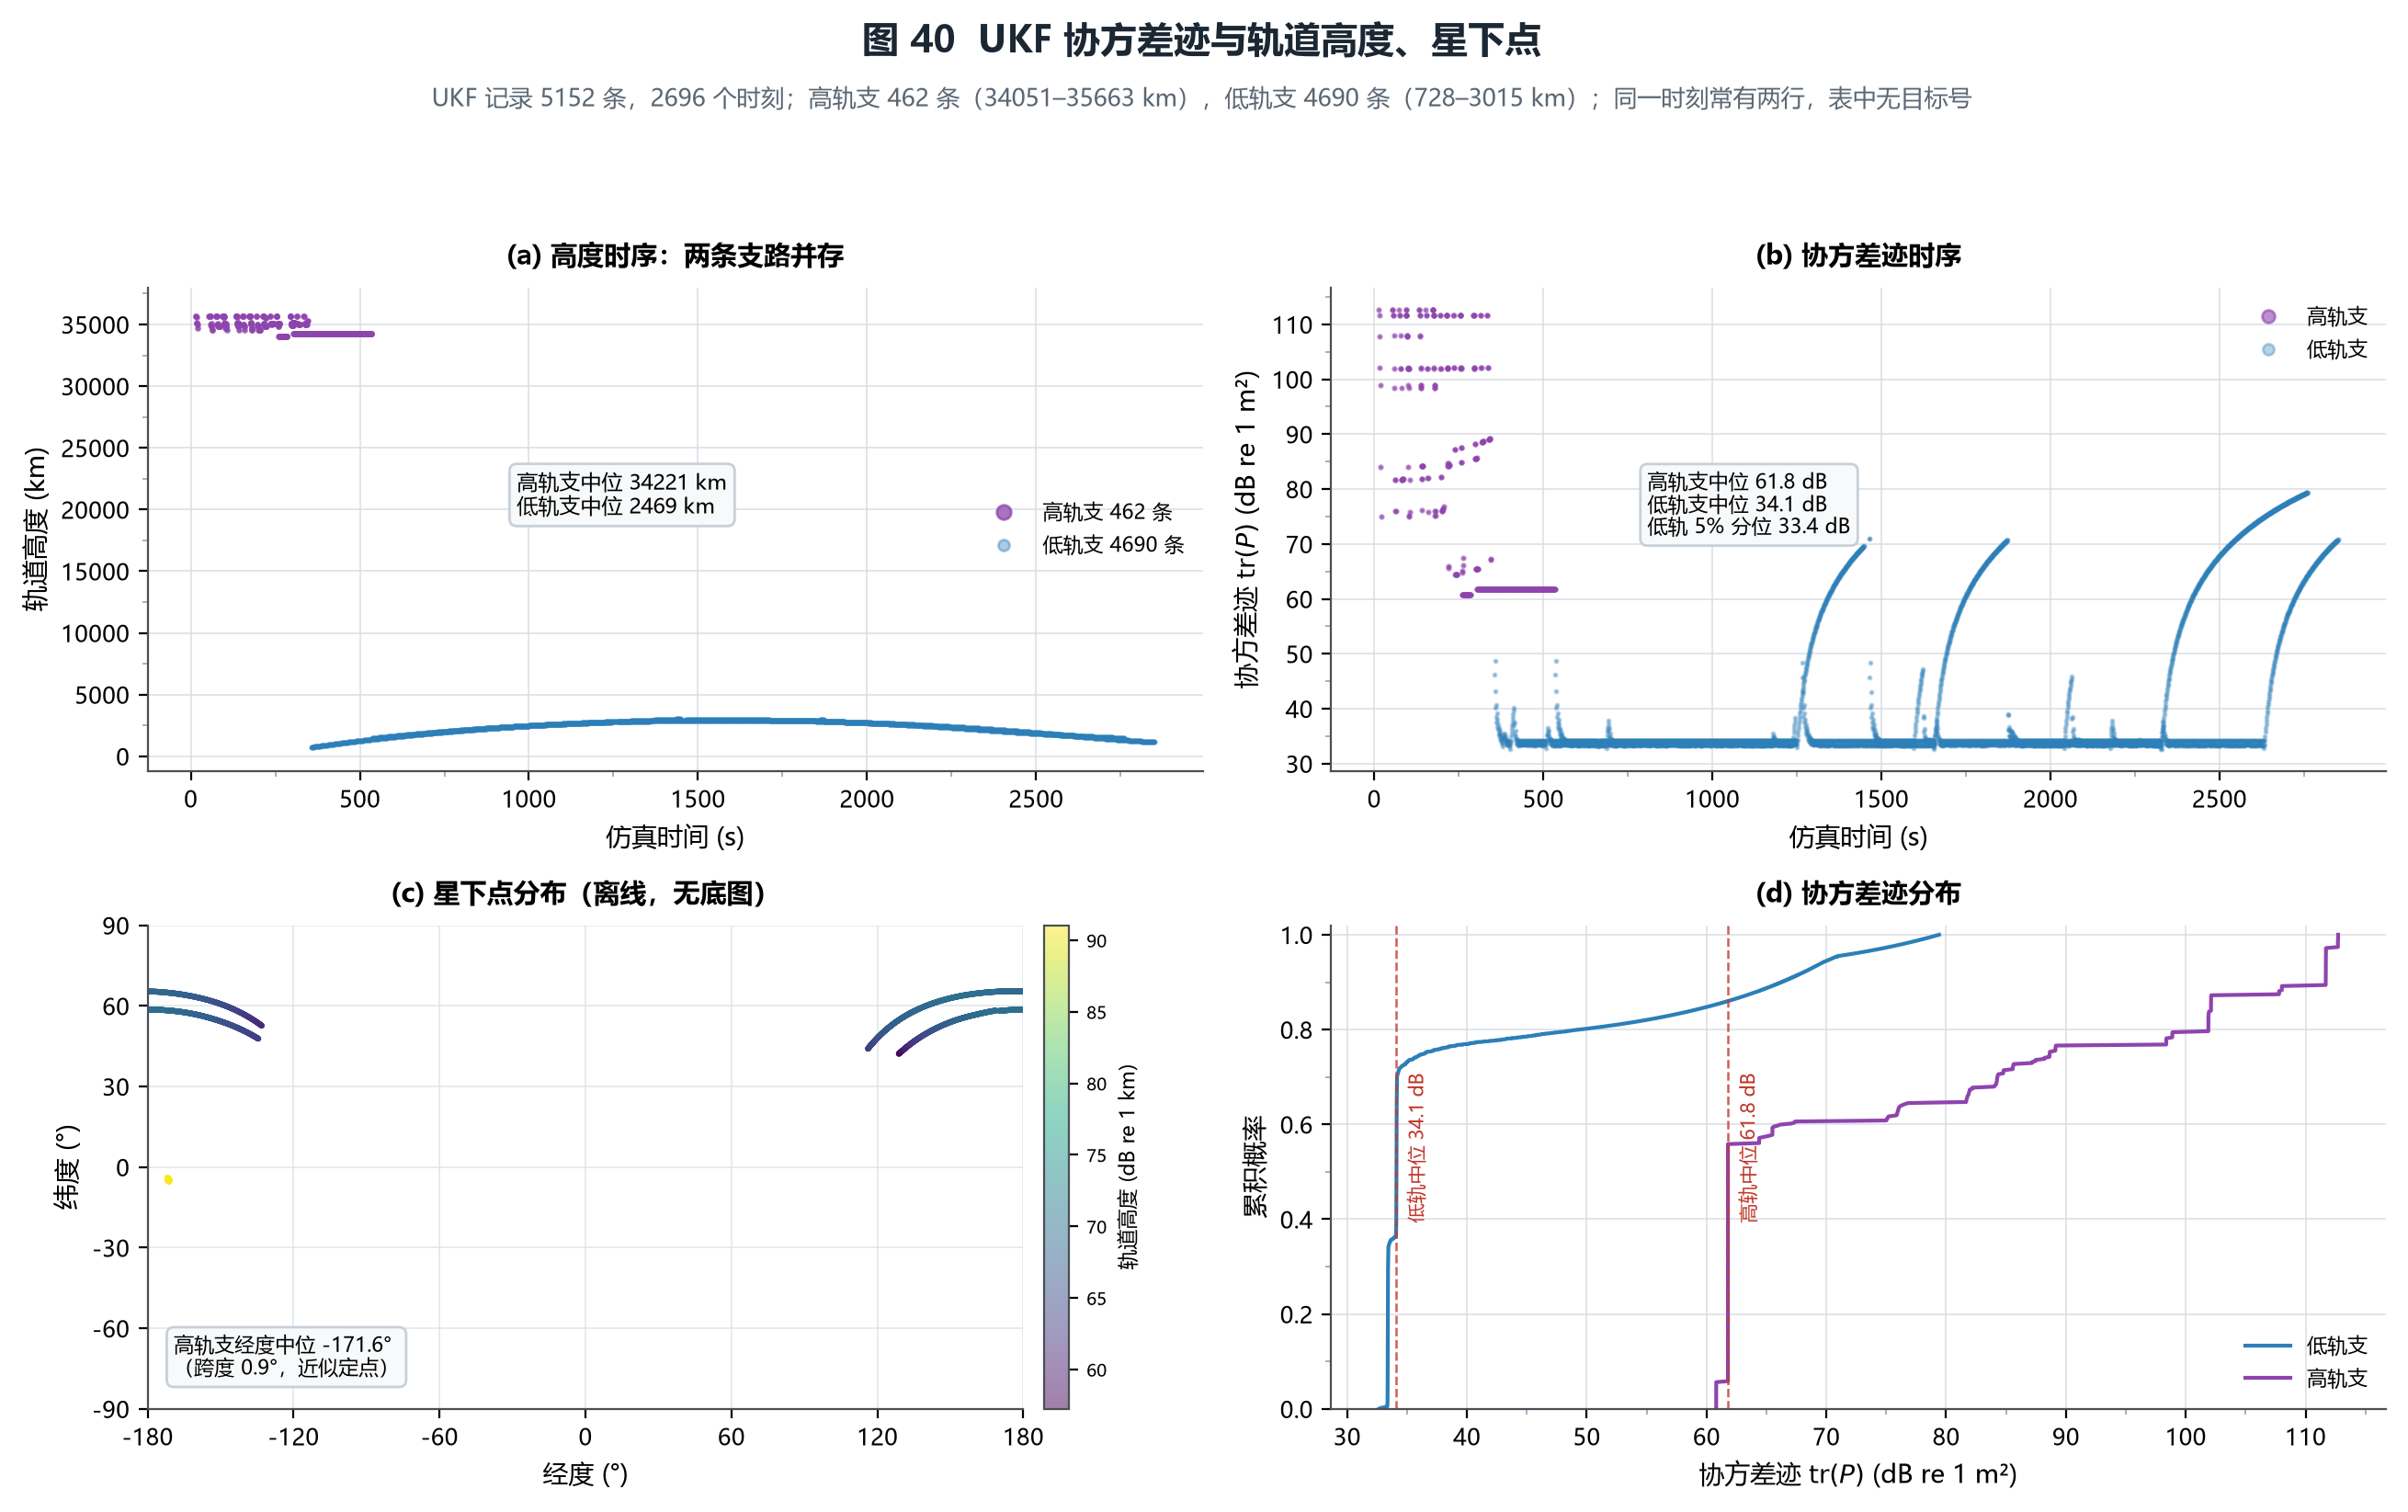 图 40 UKF 协方差迹与轨道高度、星下点
UKF 记录 5152 条，2696 个时刻；高轨支 462 条（34051–35663 km），低轨支 4690 条（728–3015 km）；同一时刻常有两行，表中无目标号
(a) 高度时序：两条支路并存
轨道高度 (km)
35000
30000
25000
20000
15000
10000
5000
0
高轨支中位 34221 km
低轨支中位 2469 km
高轨支 462 条
低轨支 4690 条
0 500 1000 1500 2000 2500
仿真时间 (s)
(b) 协方差迹时序
协方差迹 tr(P) (dB re 1 m²)
110
100
90
80
70
60
50
40
30
高轨支
低轨支
高轨支中位 61.8 dB
低轨支中位 34.1 dB
低轨 5% 分位 33.4 dB
0 500 1000 1500 2000 2500
仿真时间 (s)
(c) 星下点分布（离线，无底图）
纬度 (°)
90
60
30
0
-30
-60
-90
高轨支经度中位 -171.6°
（跨度 0.9°，近似定点）
-180 -120 -60 0 60 120 180
经度 (°)
90
85
80
75
70
65
60
轨道高度 (dB re 1 km)
(d) 协方差迹分布
累积概率
1.0
0.8
0.6
0.4
0.2
0.0
低轨中位 34.1 dB
高轨中位 61.8 dB
低轨支
高轨支
30 40 50 60 70 80 90 100 110
协方差迹 tr(P) (dB re 1 m²)